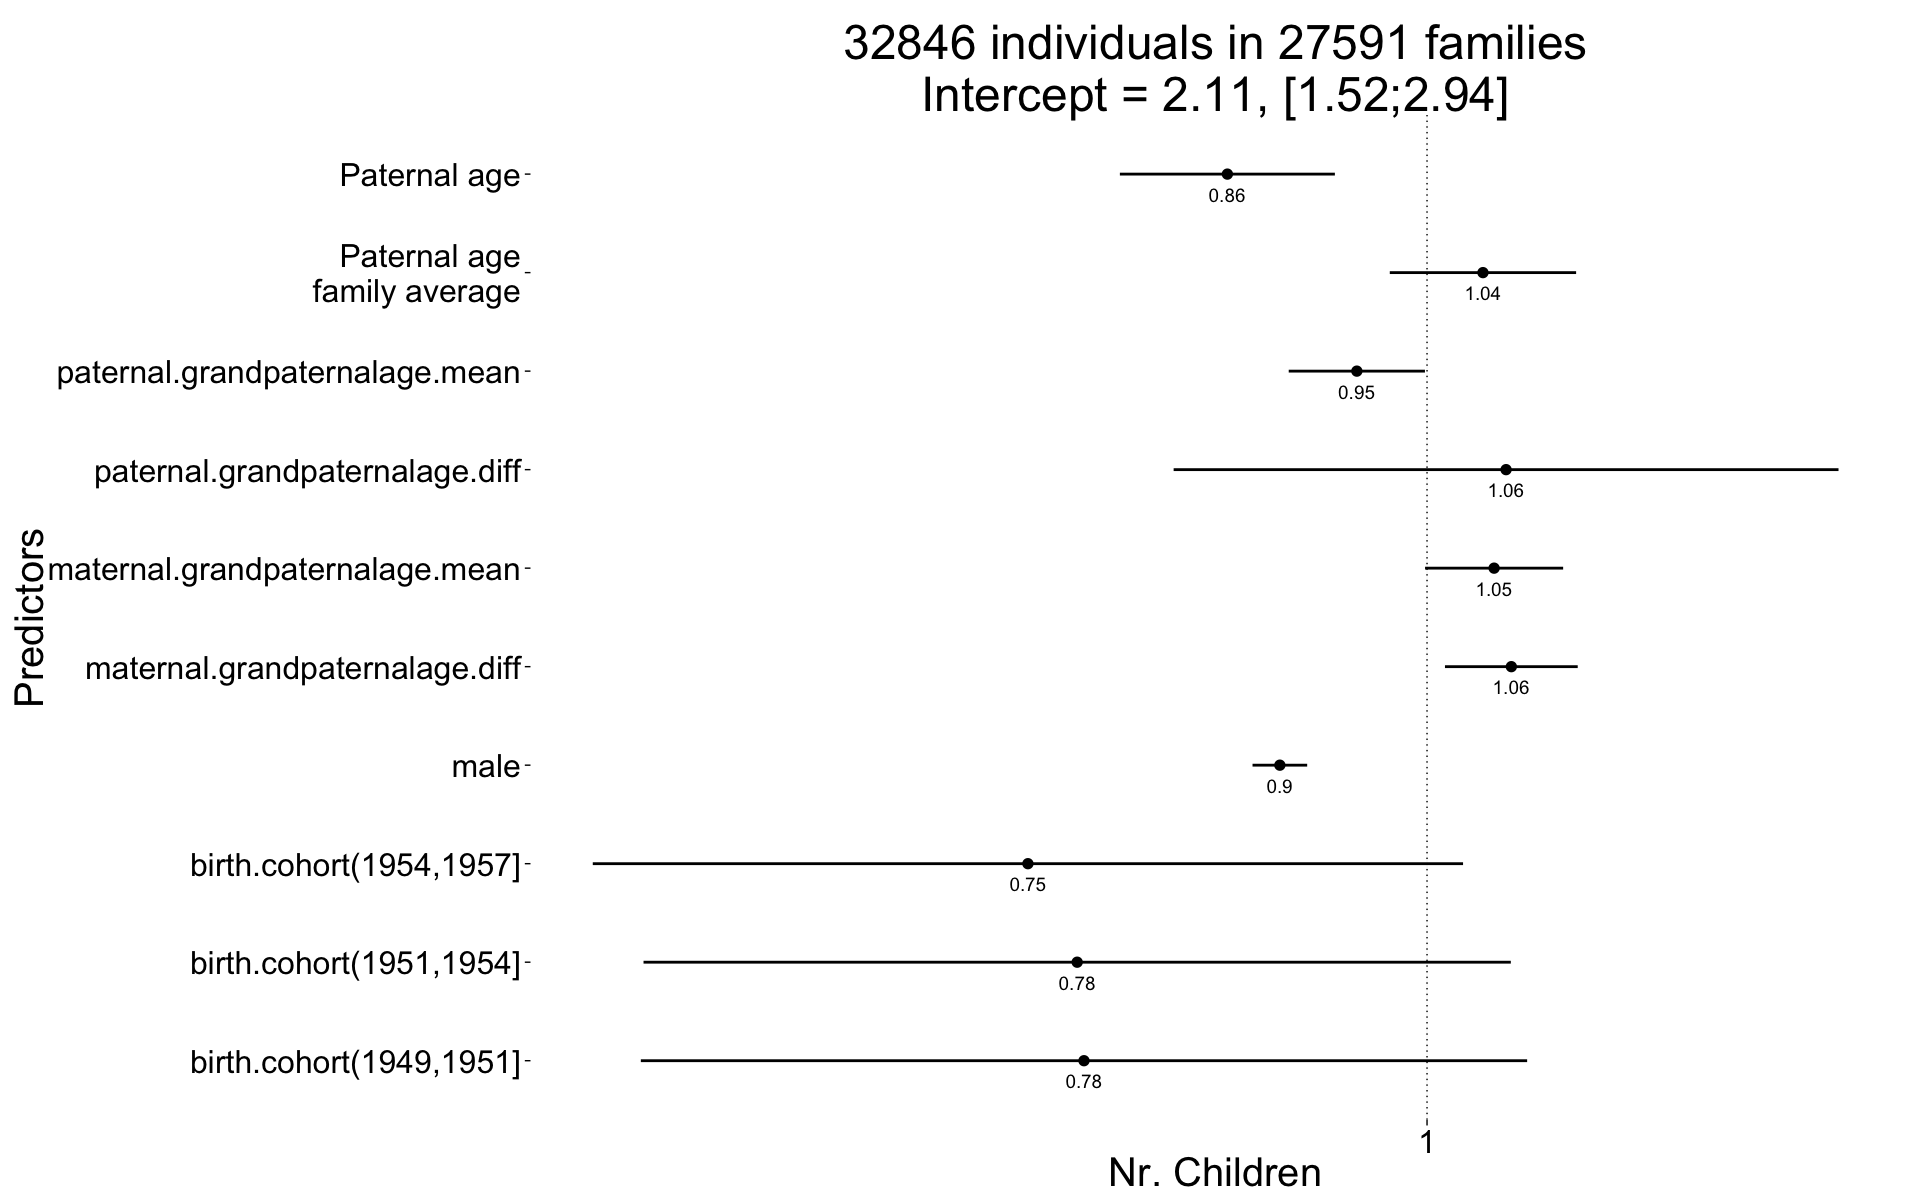 32846 individuals in 27591 families
Intercept = 2.11, [1.52;2.94]
Paternal age
0.86
Paternal age
family average
1.04
paternal.grandpaternalage.mean
0.95
paternal.grandpaternalage.diff
1.06
Predictors
maternal.grandpaternalage.mean
1.05
maternal.grandpaternalage.diff
1.06
male
0.9
birth.cohort(1954,1957]
0.75
birth.cohort(1951,1954]
0.78
birth.cohort(1949,1951]
0.78
1
Nr. Children